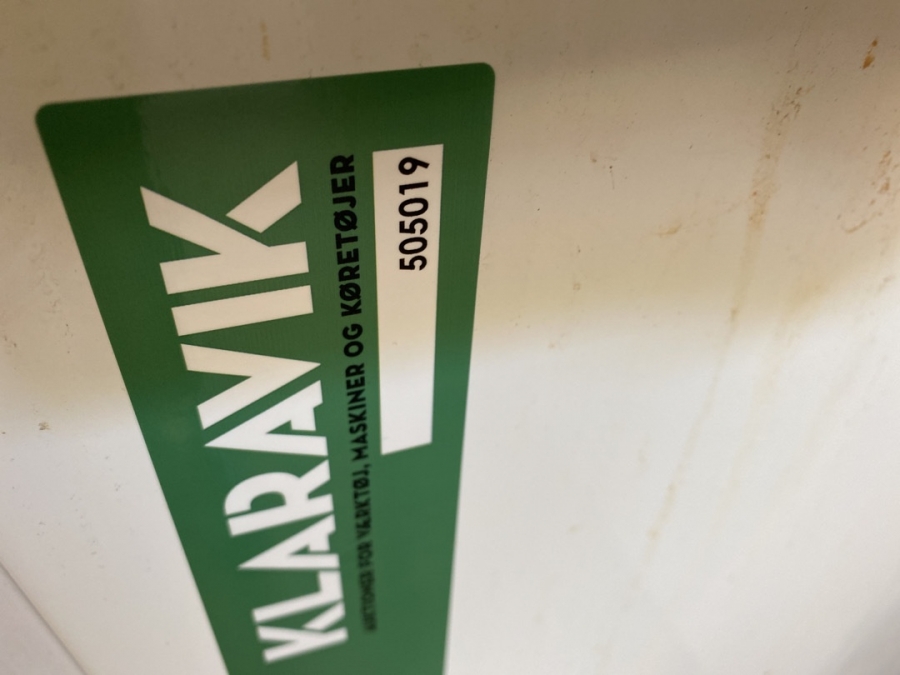 KLARAVIK
AUKTIONER FOR VÆRKTØJ, MASKINER OG KØRETØJER
505019